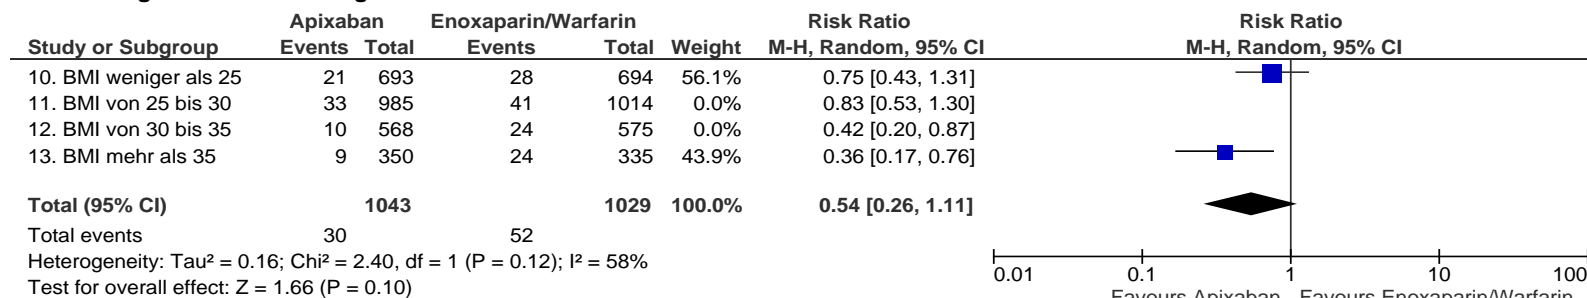 Apixaban Enoxaparin/Warfarin Risk Ratio Risk Ratio
Study or Subgroup Events Total Events Total Weight M-H, Random, 95% CI M-H, Random, 95% CI
10. BMI weniger als 25 21 693 28 694 56.1% 0.75 [0.43, 1.31]
11. BMI von 25 bis 30 33 985 41 1014 0.0% 0.83 [0.53, 1.30]
12. BMI von 30 bis 35 10 568 24 575 0.0% 0.42 [0.20, 0.87]
13. BMI mehr als 35 9 350 24 335 43.9% 0.36 [0.17, 0.76]
Total (95% CI) 1043 1029 100.0% 0.54 [0.26, 1.11]
Total events 30 52
Heterogeneity: Tau² = 0.16; Chi² = 2.40, df = 1 (P = 0.12); I² = 58%
Test for overall effect: Z = 1.66 (P = 0.10)
0.01 0.1 1 10 100
Favours Apixaban Favours Enoxaparin/Warfarin